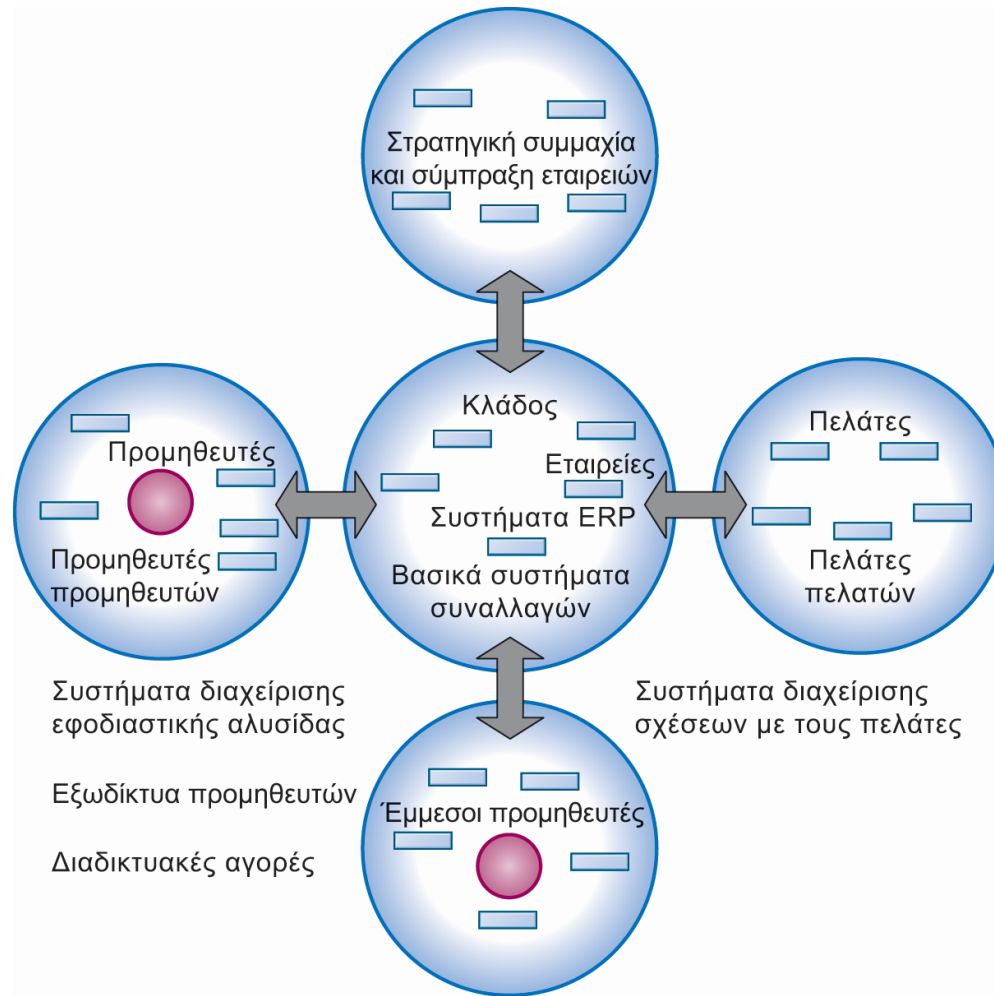 Στρατηγική συμμαχία
και σύμπραξη εταιρειών
Κλάδος
Εταιρείες
Συστήματα ERP
Βασικά συστήματα
συναλλαγών
Προμηθευτές
Προμηθευτές
προμηθευτών
Πελάτες
Πελάτες
πελατών
Συστήματα διαχείρισης
εφοδιαστικής αλυσίδας
Εξωδίκτυα προμηθευτών
Διαδικτυακές αγορές
Συστήματα διαχείρισης
σχέσεων με τους πελάτες
Έμμεσοι προμηθευτές